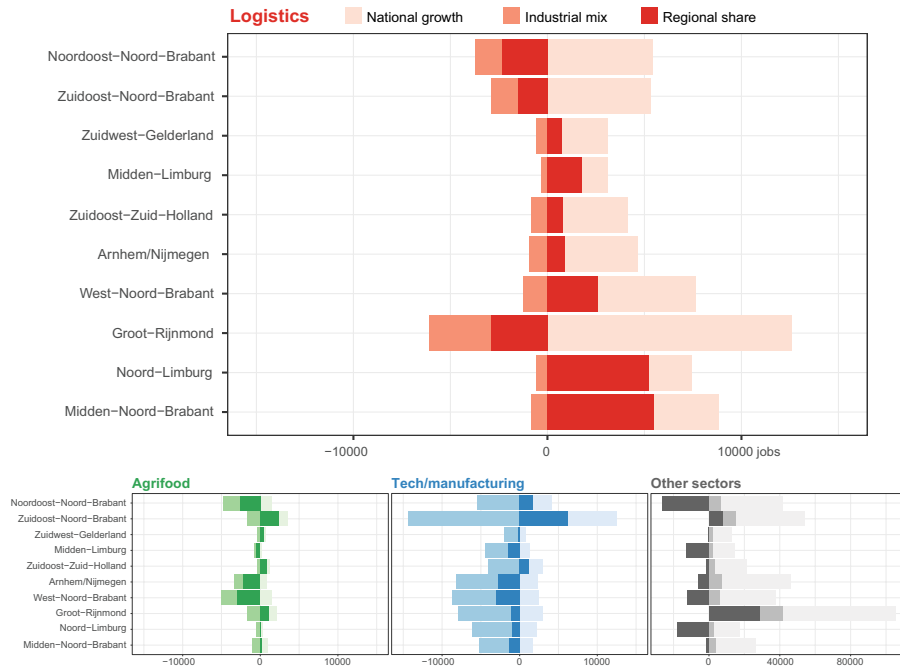 Logistics National growth Industrial mix Regional share
Noordoost−Noord−Brabant
Zuidoost−Noord−Brabant
Zuidwest−Gelderland
Midden−Limburg
Zuidoost−Zuid−Holland
Arnhem/Nijmegen
West−Noord−Brabant
Groot−Rijnmond
Noord−Limburg
Midden−Noord−Brabant
−10000 0 10000 jobs
Agrifood Tech/manufacturing Other sectors
Noordoost−Noord−Brabant
Zuidoost−Noord−Brabant
Zuidwest−Gelderland
Midden−Limburg
Zuidoost−Zuid−Holland
Arnhem/Nijmegen
West−Noord−Brabant
Groot−Rijnmond
Noord−Limburg
Midden−Noord−Brabant
−10000 0 10000 −10000 0 10000 0 400000 80000